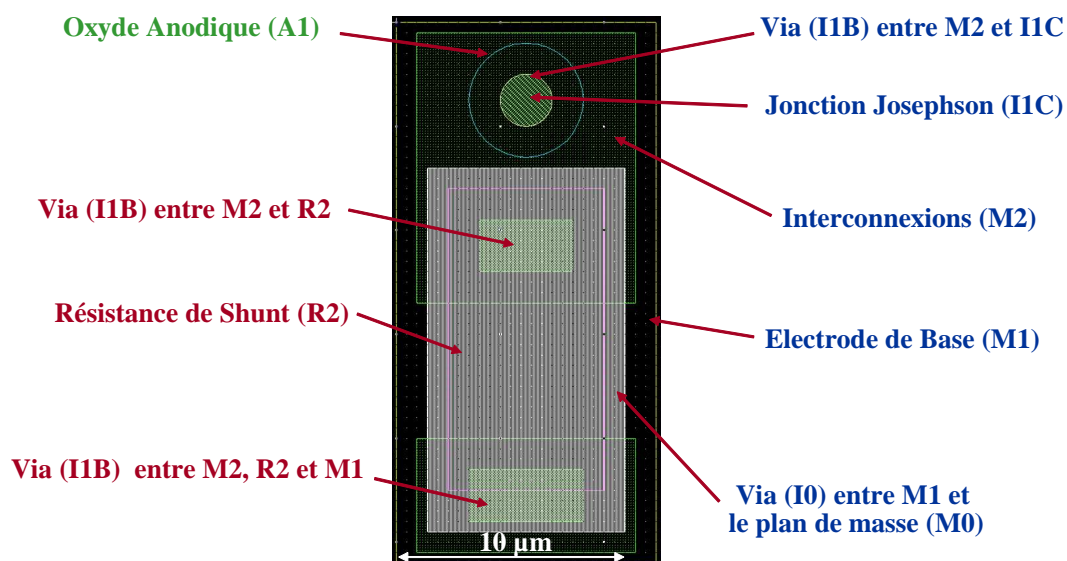 Oxyde Anodique (A1)
Via (I1B) entre M2 et I1C
Jonction Josephson (I1C)
Via (I1B) entre M2 et R2
Interconnexions (M2)
Résistance de Shunt (R2)
Electrode de Base (M1)
Via (I1B) entre M2, R2 et M1
Via (I0) entre M1 et
le plan de masse (M0)
10 µm